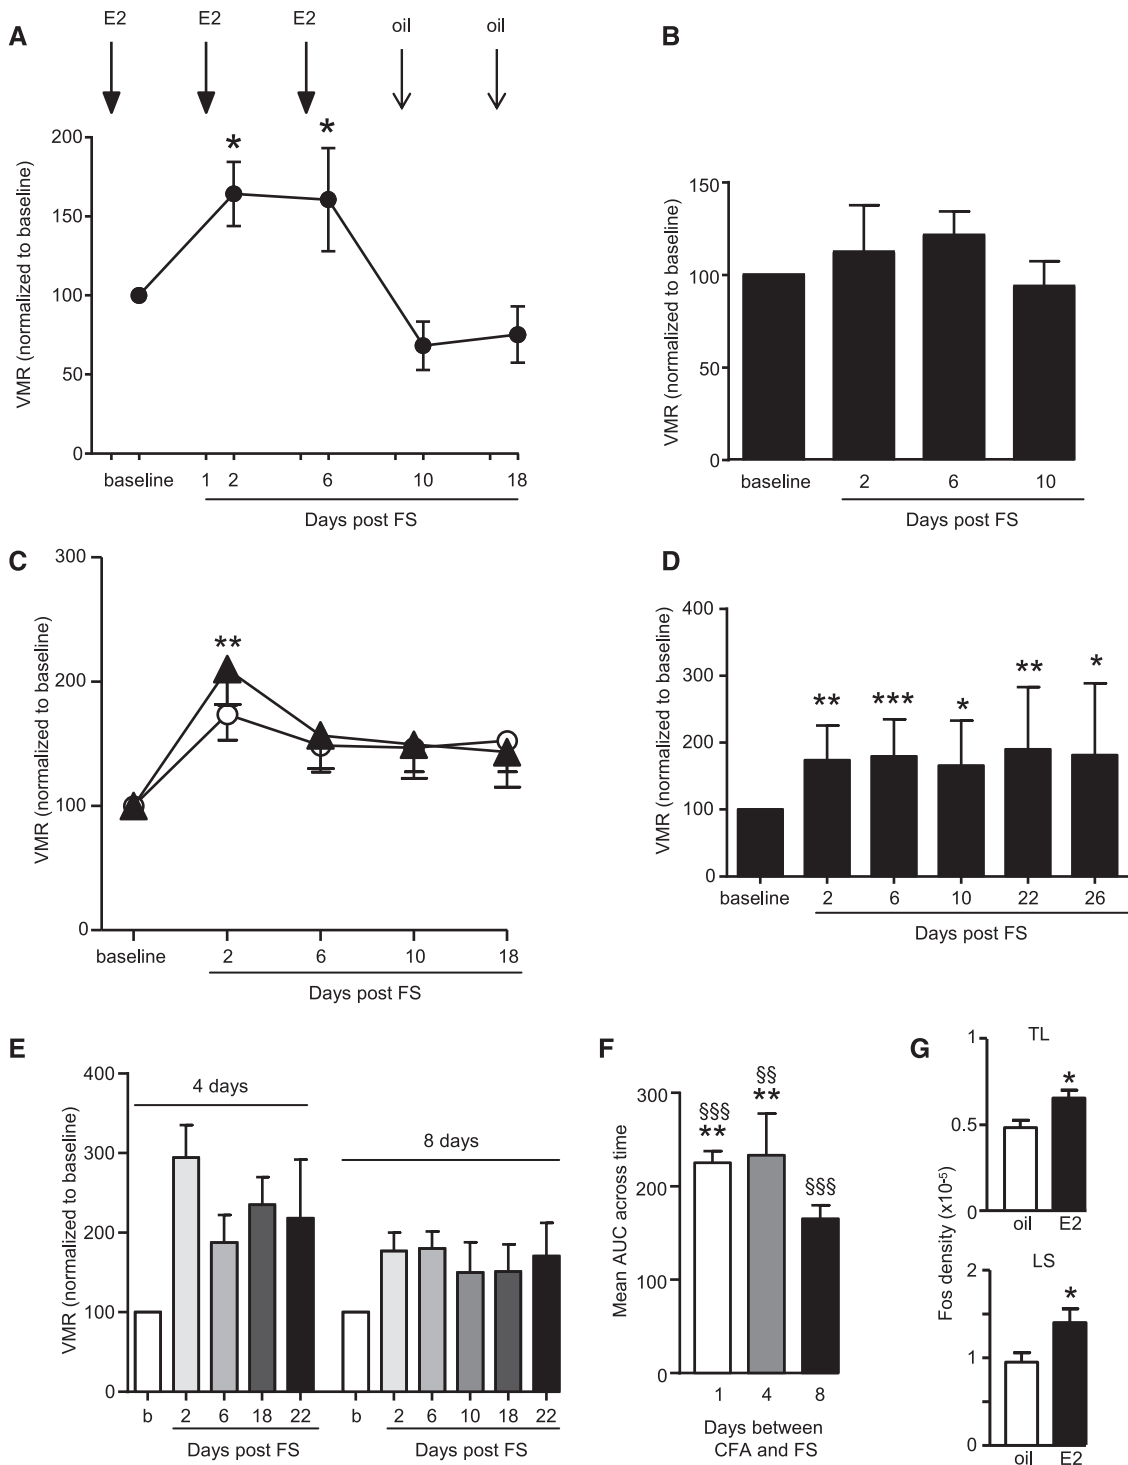 A
E2 E2 E2 oil oil
VMR (normalized to baseline)
200
150
100
50
0
* *
baseline 1 2 6 10 18
Days post FS
B
VMR (normalized to baseline)
150
100
50
0
baseline 2 6 10
Days post FS
C
VMR (normalized to baseline)
300
200
100
0
**
baseline 2 6 10 18
Days post FS
D
VMR (normalized to baseline)
400
300
200
100
0
** *** * ** *
baseline 2 6 10 22 26
Days post FS
E
VMR (normalized to baseline)
400
300
200
100
0
4 days
8 days
b 2 6 18 22 b 2 6 10 18 22
Days post FS Days post FS
F
Mean AUC across time
300
200
100
0
§§§ §§ §§§
** **
1 4 8
Days between
CFA and FS
G
Fos density (x10-5)
TL
1
0.5
0
*
oil E2
LS
2
1
0
*
oil E2